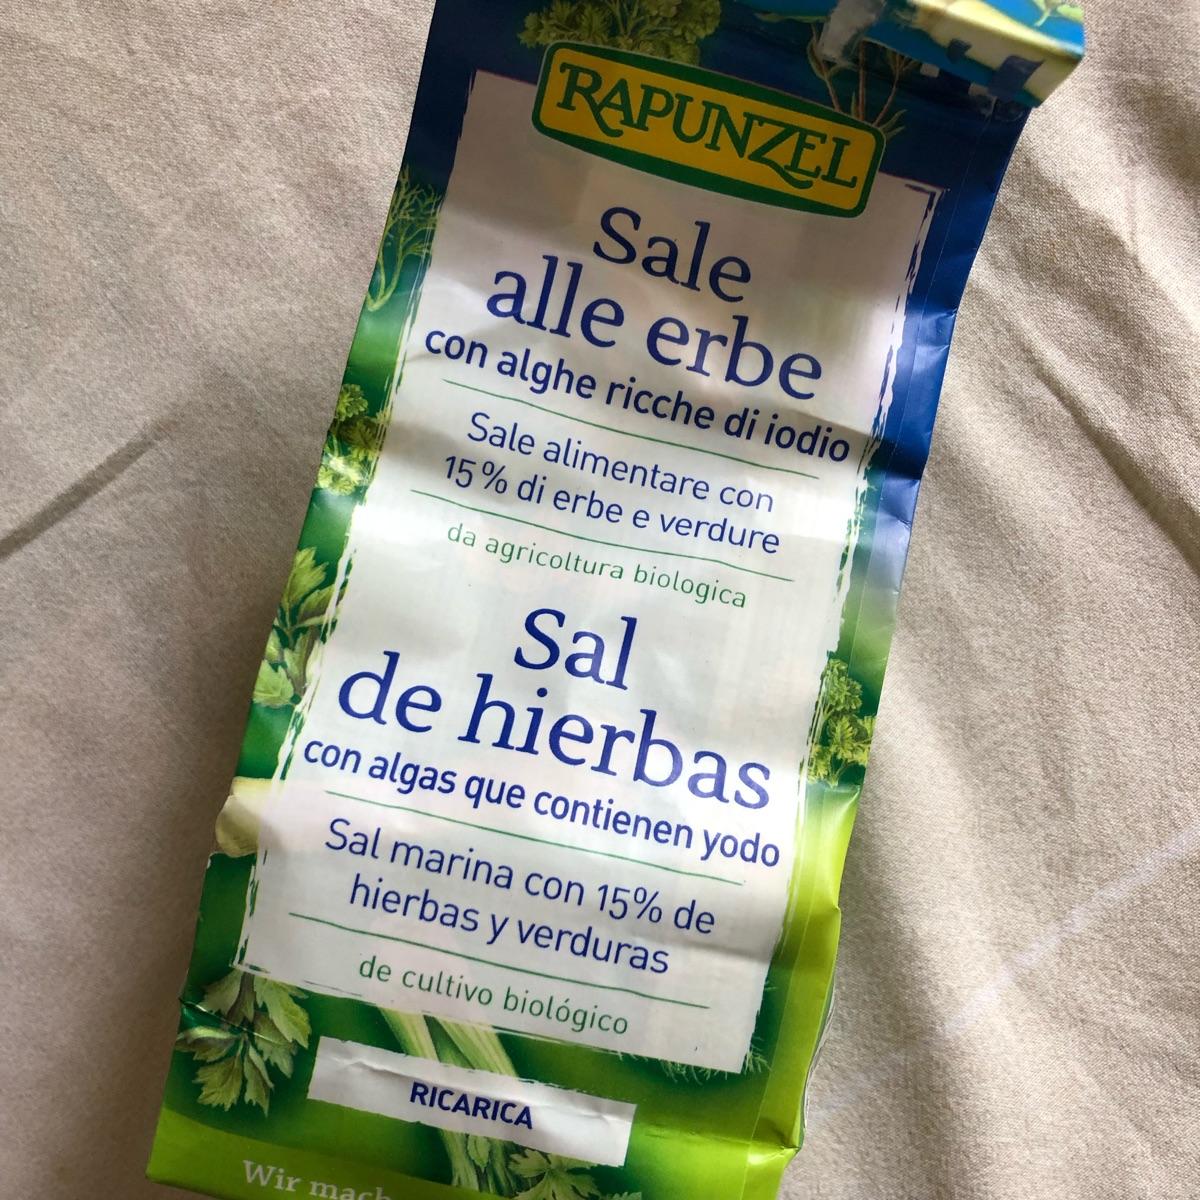 RAPUNZEL
Sale
alle erbe
con alghe ricche di iodio
Sale alimentare con
15% di erbe e verdure
da agricoltura biologica
Sal
de hierbas
con algas que contienen yodo
Sal marina con 15% de
hierbas y verduras
de cultivo biológico
RICARICA
Wir mach